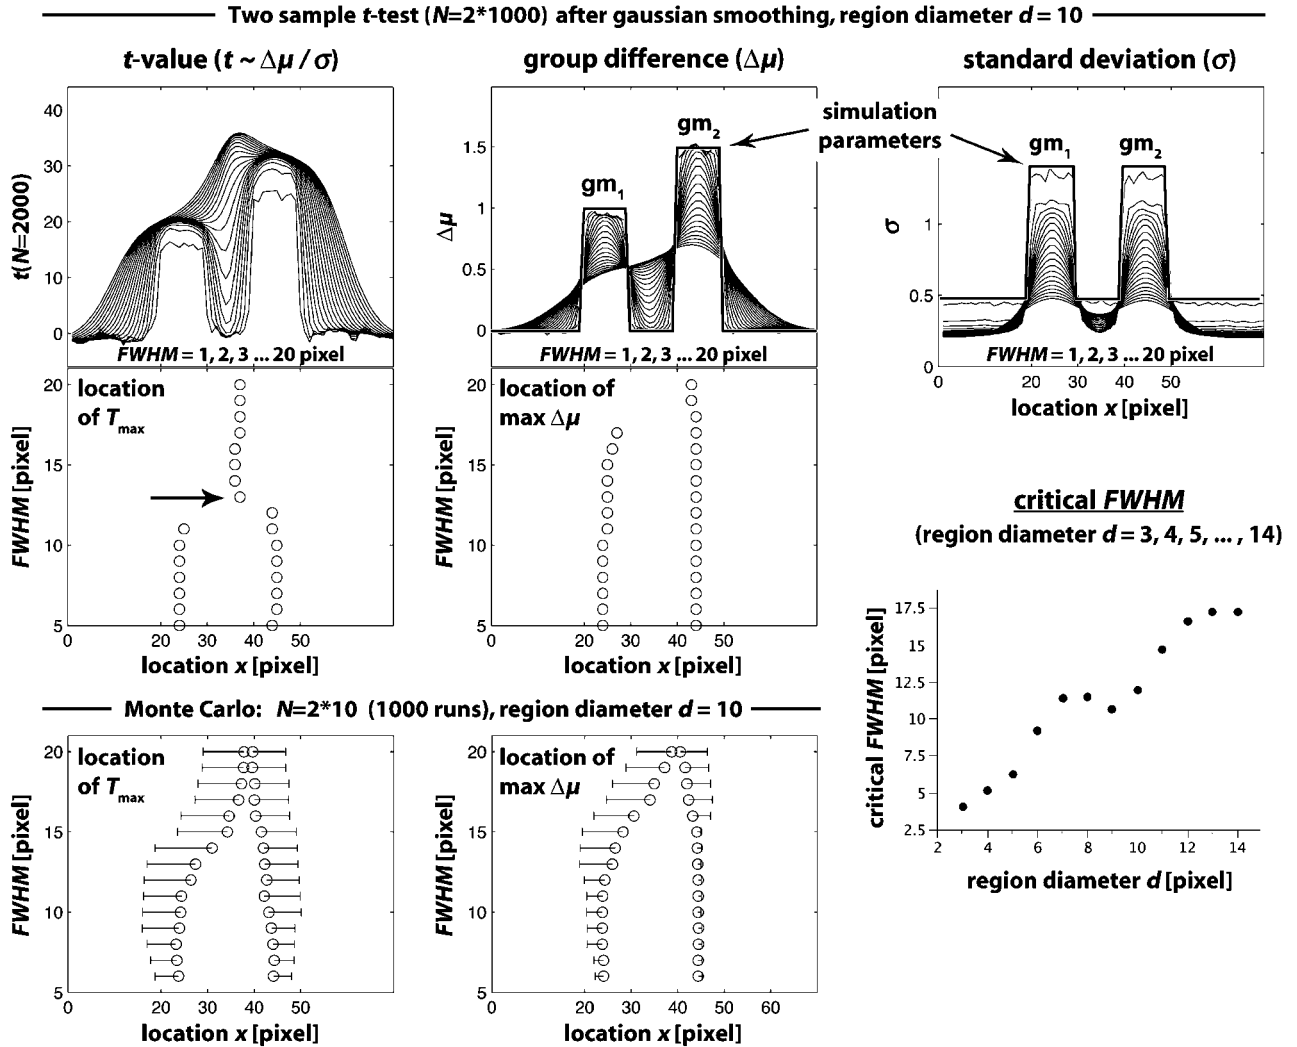 Two sample t-test (N=2*1000) after gaussian smoothing, region diameter d = 10
t-value (t ~ Δμ / σ)
group difference (Δμ)
standard deviation (σ)
t(N=2000)
40
30
20
10
0
FWHM = 1, 2, 3 ... 20 pixel
Δμ
1.5
1
0.5
0
gm1
gm2
FWHM = 1, 2, 3 ... 20 pixel
simulation
parameters
σ
1
0.5
0
gm1
gm2
FWHM = 1, 2, 3 ... 20 pixel
0 10 20 30 40 50
location x [pixel]
location
of Tmax
FWHM [pixel]
20
15
10
5
0 20 30 40 50
location x [pixel]
location of
max Δμ
FWHM [pixel]
20
15
10
5
0 10 20 30 40 50
location x [pixel]
critical FWHM
(region diameter d = 3, 4, 5, ... , 14)
critical FWHM [pixel]
17.5
15
12.5
10
7.5
5
2.5
2 4 6 8 10 12 14
region diameter d [pixel]
Monte Carlo: N=2*10 (1000 runs), region diameter d = 10
location
of Tmax
FWHM [pixel]
20
15
10
5
0 10 20 30 40 50
location x [pixel]
location of
max Δμ
FWHM [pixel]
20
15
10
5
0 10 20 30 40 50 60
location x [pixel]